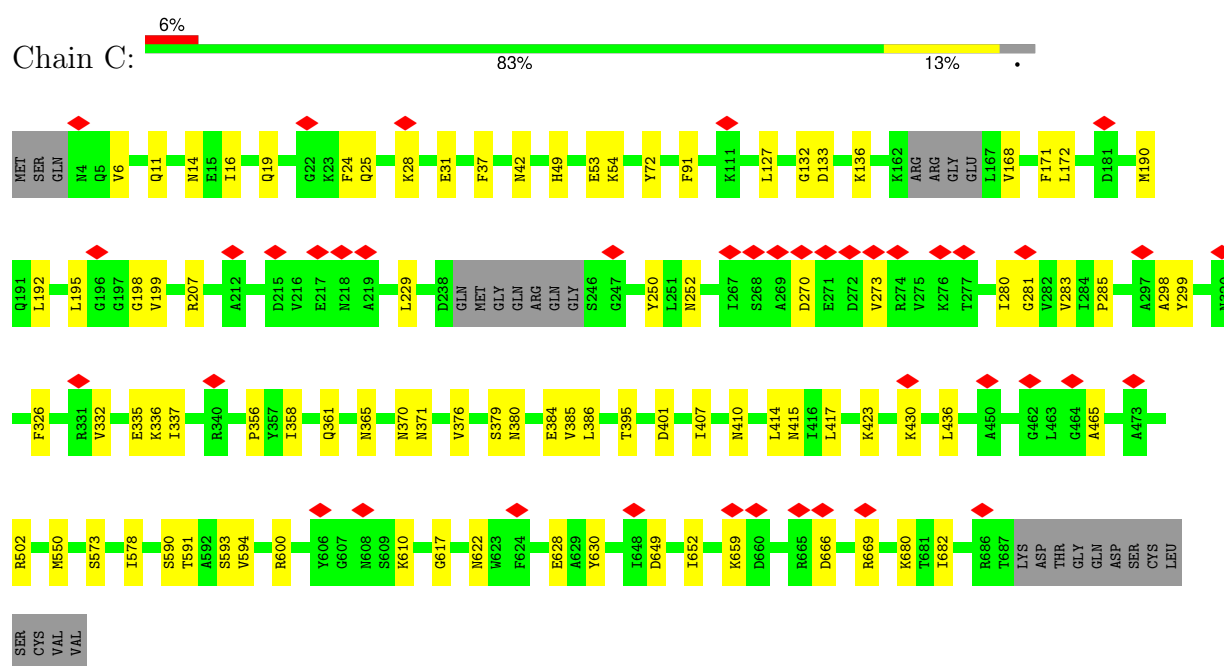 6%
Chain C:
83% 13% •
MET SER GLN N4 Q5 V6 Q11 N14 E15 I16 Q19 G22 K23 F24 Q25 K28 E31 F37 N42 H49 E53 K54 Y72 F91 K111 L127 G132 D133 K136 K162 ARG ARG GLY GLU L167 V168 F171 L172 D181 M190
Q191 L192 L195 G196 G197 G198 V199 R207 A212 D215 V216 E217 N218 A219 L229 D238 GLN MET GLY GLN ARG GLN GLY S246 G247 Y250 L251 N252 I267 S268 A269 D270 E271 D272 V273 R274 V275 K276 T277 I280 G281 V282 V283 I284 P285 A297 A298 Y299
F326 R331 V332 E335 K336 I337 R340 P356 Y357 I358 Q361 N365 N370 N371 V376 S379 N380 E384 V385 L386 T395 D401 I407 N410 L414 N415 I416 L417 K423 K430 L436 A450 G462 L463 G464 A465 A473
R502 M550 S573 I578 S590 T591 A592 S593 V594 R600 Y606 G607 N608 S609 K610 G617 N622 W623 F624 E628 A629 Y630 I648 D649 I652 K659 D660 R665 D666 R669 K680 T681 I682 R686 T687 LYS ASP THR GLY GLN ASP SER CYS LEU
SER CYS VAL VAL